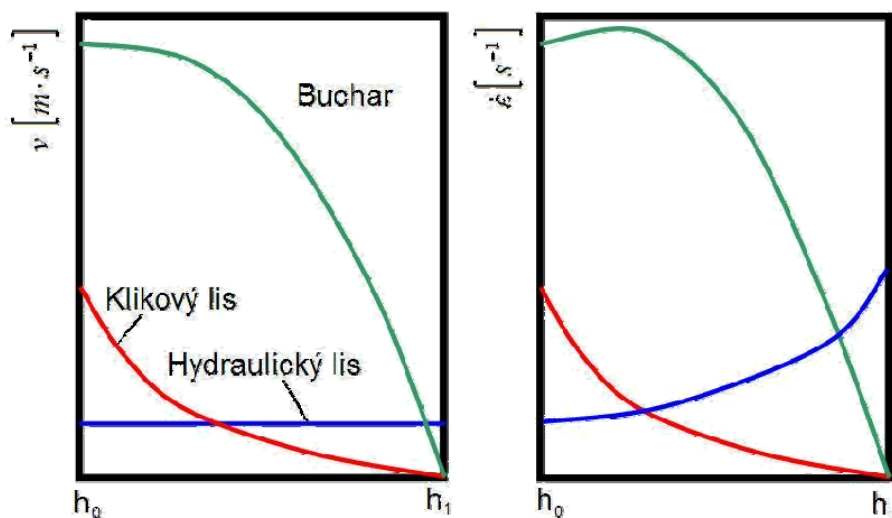 v [m·s⁻¹]
Buchar
Klikový lis
Hydraulický lis
h₀
h₁
ε̇ [s⁻¹]
h₀
h